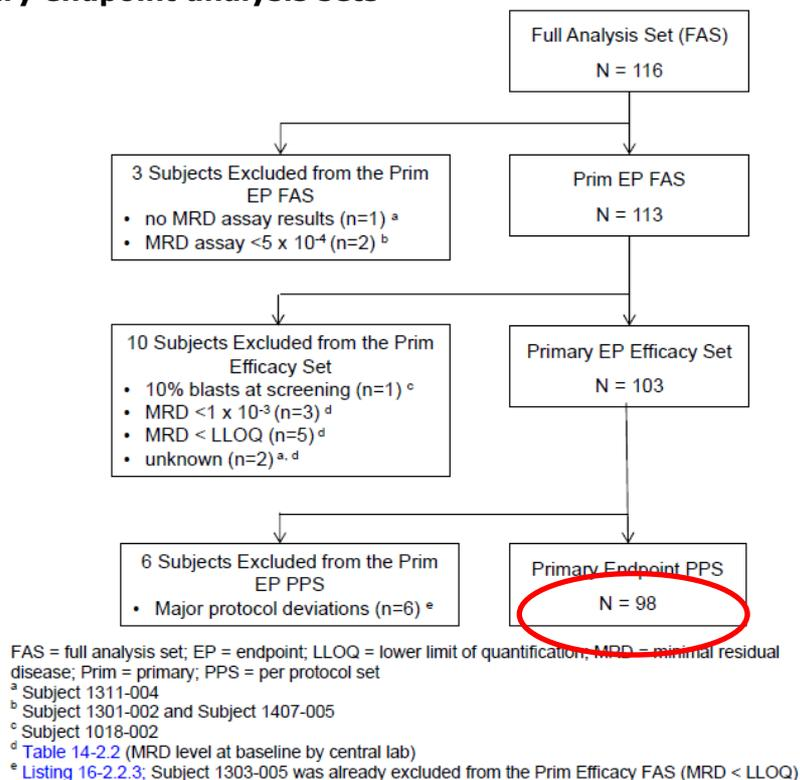 Full Analysis Set (FAS)
N = 116
3 Subjects Excluded from the Prim
EP FAS
• no MRD assay results (n=1) a
• MRD assay <5 x 10-4 (n=2) b
Prim EP FAS
N = 113
10 Subjects Excluded from the Prim
Efficacy Set
• 10% blasts at screening (n=1) c
• MRD <1 x 10-3 (n=3) d
• MRD < LLOQ (n=5) d
• unknown (n=2) a, d
Primary EP Efficacy Set
N = 103
6 Subjects Excluded from the Prim
EP PPS
• Major protocol deviations (n=6) e
Primary Endpoint PPS
N = 98
FAS = full analysis set; EP = endpoint; LLOQ = lower limit of quantification; MRD = minimal residual
disease; Prim = primary; PPS = per protocol set
a Subject 1311-004
b Subject 1301-002 and Subject 1407-005
c Subject 1018-002
d Table 14-2.2 (MRD level at baseline by central lab)
e Listing 16-2.2.3; Subject 1303-005 was already excluded from the Prim Efficacy FAS (MRD < LLOQ)